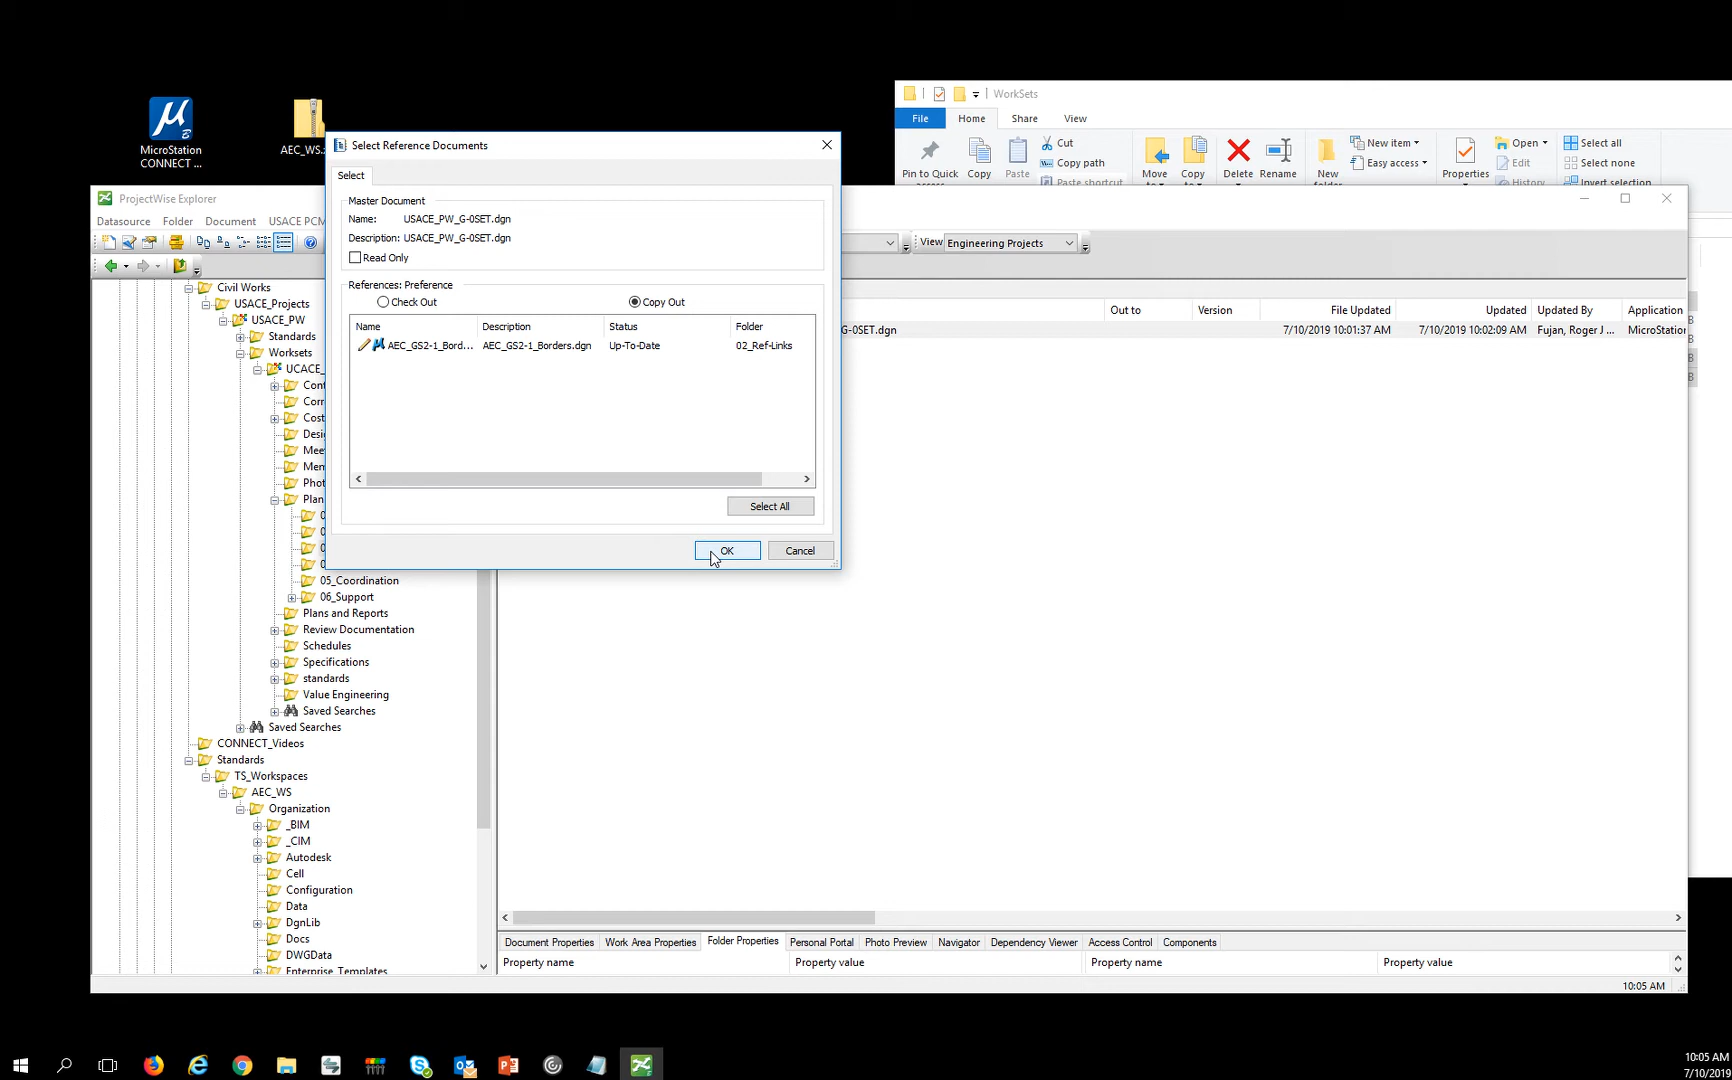 MicroStation
CONNECT ...
AEC_WS.
WorkSets
File
Home
Share
View
Pin to Quick
Copy
Paste
Cut
Copy path
Paste shortcut
Move
Copy
Delete
Rename
New
New item
Easy access
Properties
Open
Edit
History
Select all
Select none
Invert selection
Select Reference Documents
Select
Master Document
Name: USACE_PW_G-0SET.dgn
Description: USACE_PW_G-0SET.dgn
Read Only
References: Preference
Check Out
Copy Out
Name Description Status Folder
AEC_GS2-1_Bord... AEC_GS2-1_Borders.dgn Up-To-Date 02_Ref-Links
Select All
OK
Cancel
ProjectWise Explorer
Datasource Folder Document USACE PCM
View Engineering Projects
Out to Version File Updated Updated Updated By Application
G-0SET.dgn 7/10/2019 10:01:37 AM 7/10/2019 10:02:09 AM Fujan, Roger J ... MicroStation
Civil Works
USACE_Projects
USACE_PW
Standards
Worksets
UCACE_
Cont
Corr
Cost
Desi
Mee
Mem
Phot
Plan
05_Coordination
06_Support
Plans and Reports
Review Documentation
Schedules
Specifications
standards
Value Engineering
Saved Searches
Saved Searches
CONNECT_Videos
Standards
TS_Workspaces
AEC_WS
Organization
_BIM
_CIM
Autodesk
Cell
Configuration
Data
DgnLib
Docs
DWGData
Enterprise_Templates
Document Properties Work Area Properties Folder Properties Personal Portal Photo Preview Navigator Dependency Viewer Access Control Components
Property name Property value Property name Property value
10:05 AM
10:05 AM
7/10/2019